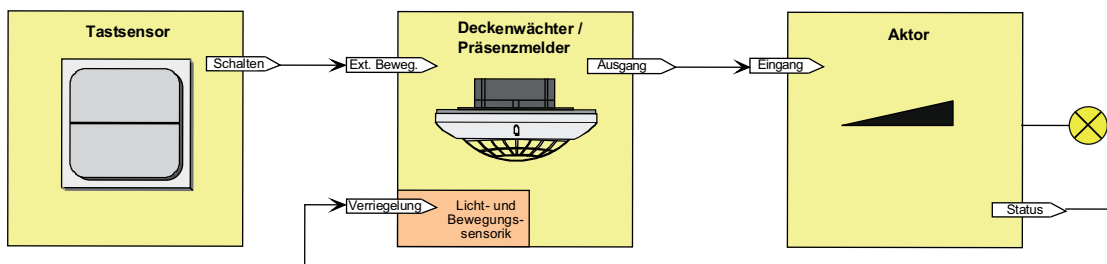 Tastsensor
Schalten
Deckenwächter /
Präsenzmelder
Ext. Beweg.
Ausgang
Verriegelung
Licht- und
Bewegungs-
sensorik
Aktor
Eingang
Status